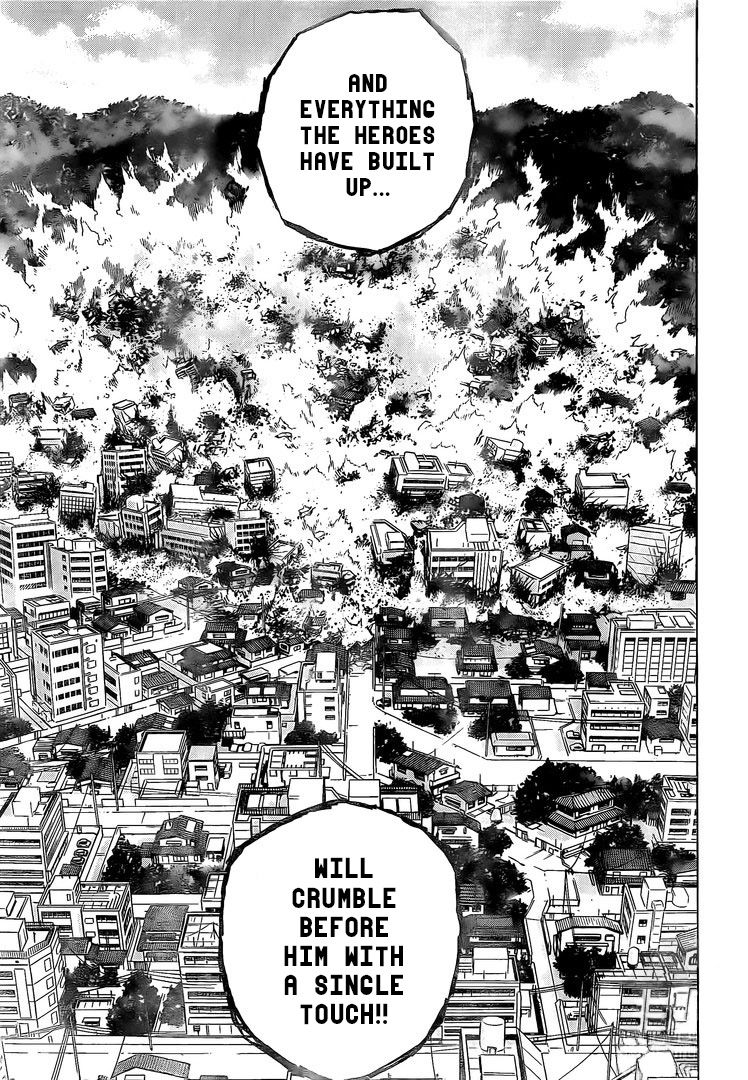 AND
EVERYTHING
THE HEROES
HAVE BUILT
UP...
WILL
CRUMBLE
BEFORE
HIM WITH
A SINGLE
TOUCH!!